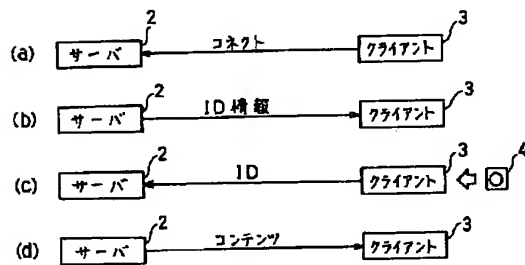 2 3
(a) サーバ コネクト クライアント
2 3
(b) サーバ ID情報 クライアント
2 3 4
(c) サーバ ID クライアント
2 3
(d) サーバ コンテンツ クライアント